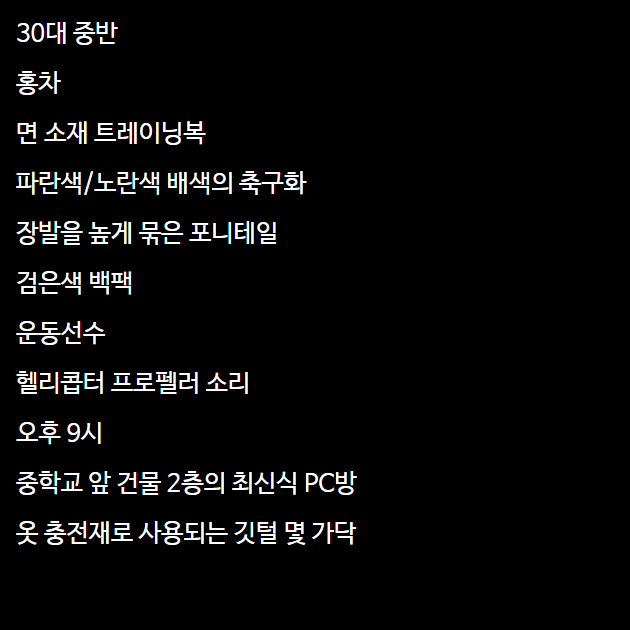 30대 중반
홍차
면 소재 트레이닝복
파란색/노란색 배색의 축구화
장발을 높게 묶은 포니테일
검은색 백팩
운동선수
헬리콥터 프로펠러 소리
오후 9시
중학교 앞 건물 2층의 최신식 PC방
옷 충전재로 사용되는 깃털 몇 가닥